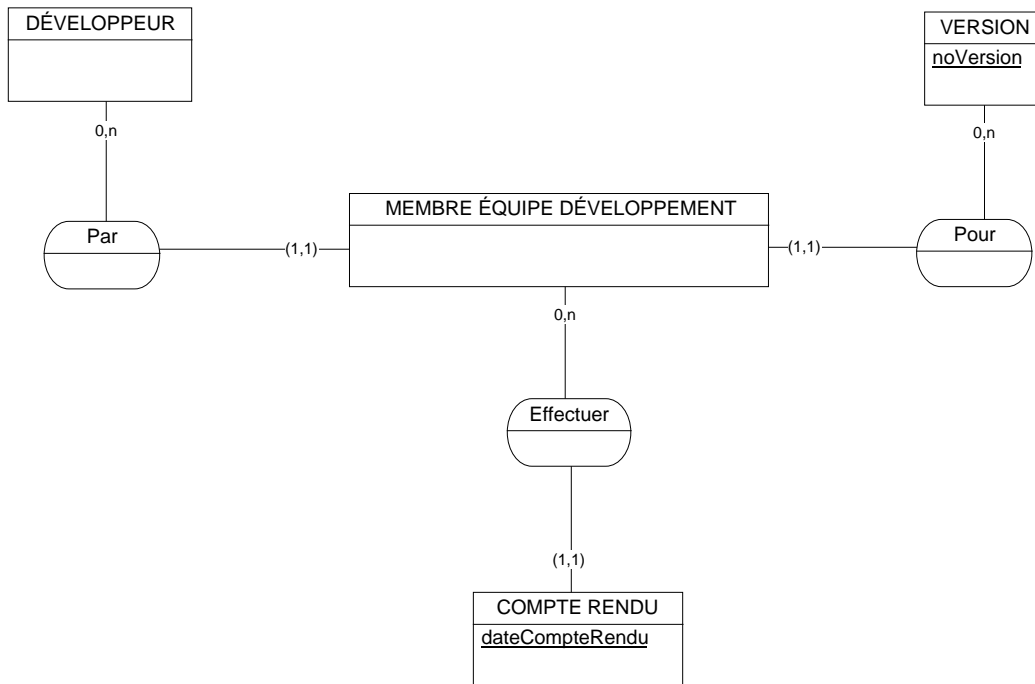 DÉVELOPPEUR
VERSION
noVersion
0,n
0,n
MEMBRE ÉQUIPE DÉVELOPPEMENT
Par
(1,1)
(1,1)
Pour
0,n
Effectuer
(1,1)
COMPTE RENDU
dateCompteRendu